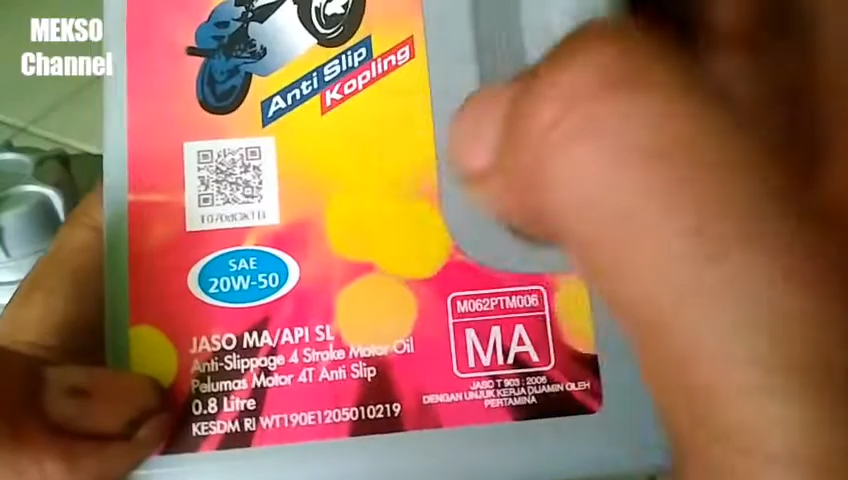 MEKSO
Channel
Anti Slip
Kopling
SAE
20W-50
JASO MA/API SL
Anti-Slippage 4 Stroke Motor Oil
Pelumas Motor 4T Anti Slip
0.8 Litre
KESDM RI WT190E1205010219
M062PTM006
MA
JASO T 903 : 2006
DENGAN UNJUK KERJA DIJAMIN OLEH
PERTAMINA